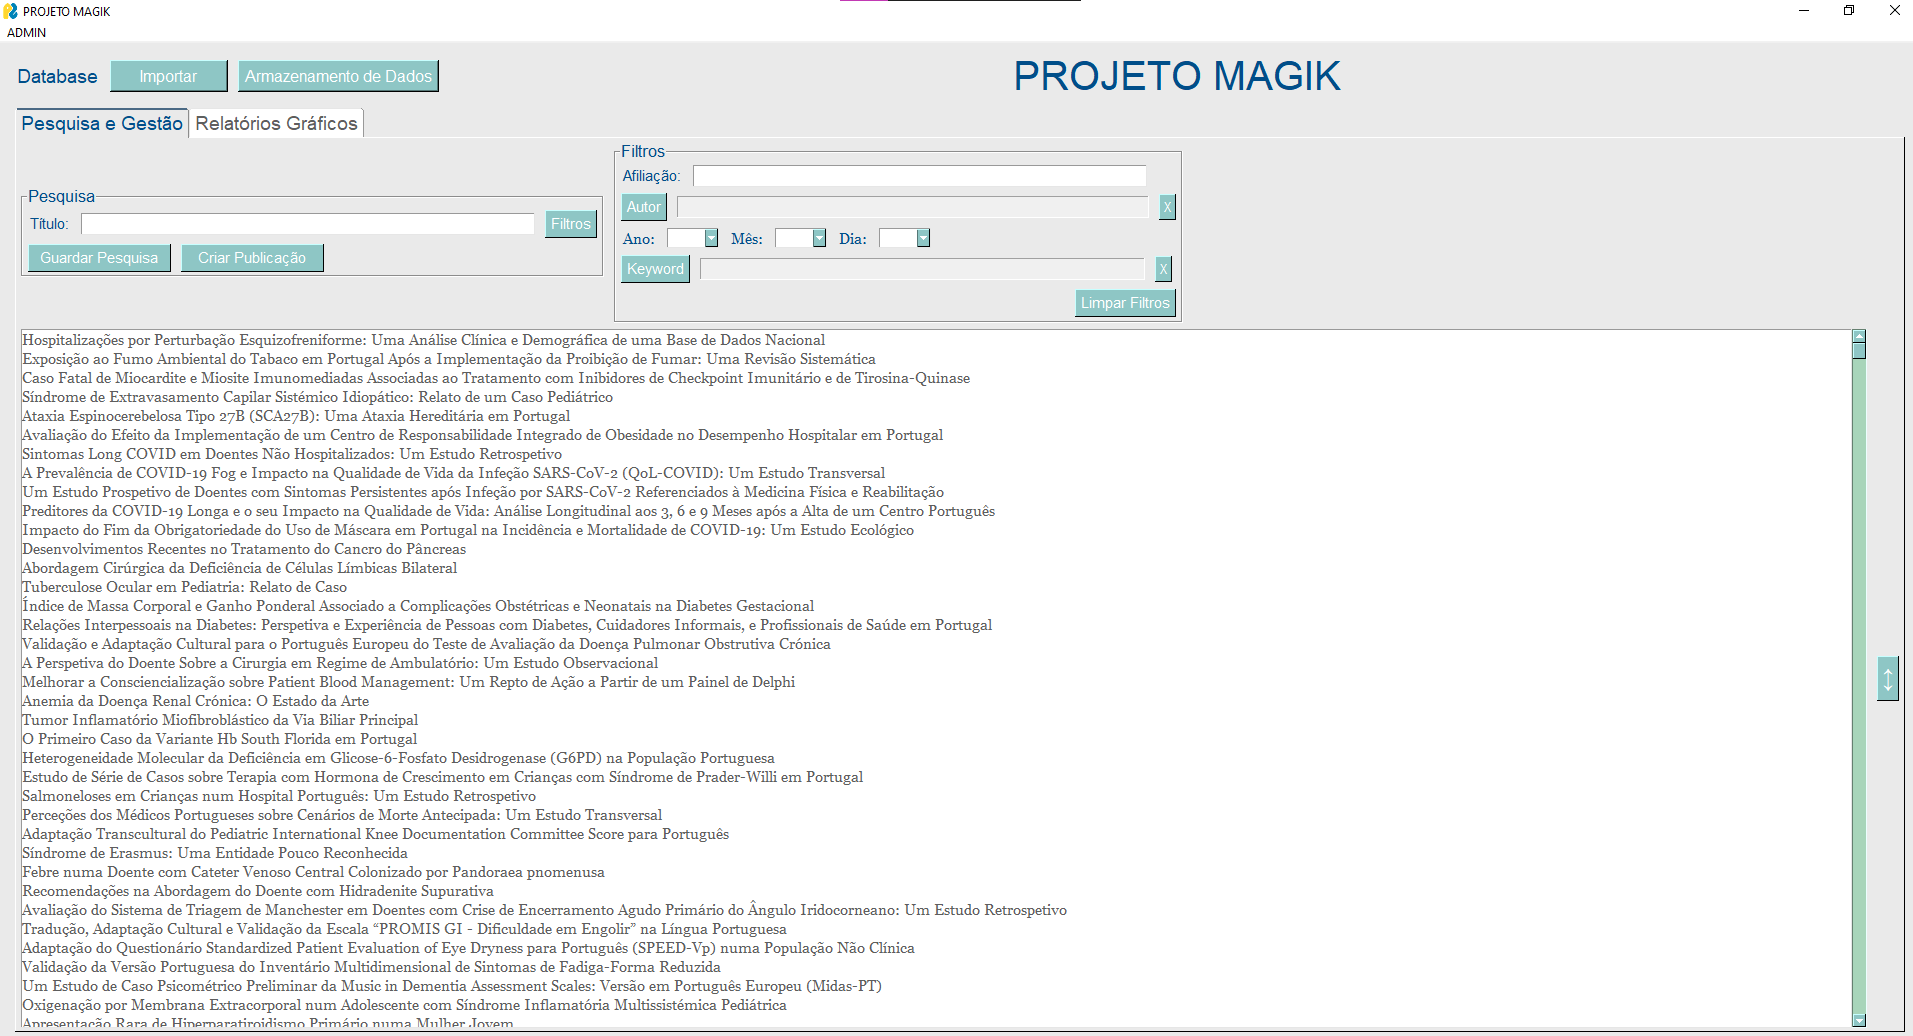 PROJETO MAGIK
ADMIN
Database
Importar
Armazenamento de Dados
PROJETO MAGIK
Pesquisa e Gestão
Relatórios Gráficos
Pesquisa
Título:
Filtros
Guardar Pesquisa
Criar Publicação
Filtros
Afiliação:
Autor
X
Ano:
Mês:
Dia:
Keyword
X
Limpar Filtros
Hospitalizações por Perturbação Esquizofreniforme: Uma Análise Clínica e Demográfica de uma Base de Dados Nacional
Exposição ao Fumo Ambiental do Tabaco em Portugal Após a Implementação da Proibição de Fumar: Uma Revisão Sistemática
Caso Fatal de Miocardite e Miosite Imunomediadas Associadas ao Tratamento com Inibidores de Checkpoint Imunitário e de Tirosina-Quinase
Síndrome de Extravasamento Capilar Sistémico Idiopático: Relato de um Caso Pediátrico
Ataxia Espinocerebelosa Tipo 27B (SCA27B): Uma Ataxia Hereditária em Portugal
Avaliação do Efeito da Implementação de um Centro de Responsabilidade Integrado de Obesidade no Desempenho Hospitalar em Portugal
Sintomas Long COVID em Doentes Não Hospitalizados: Um Estudo Retrospetivo
A Prevalência de COVID-19 Fog e Impacto na Qualidade de Vida da Infeção SARS-CoV-2 (QoL-COVID): Um Estudo Transversal
Um Estudo Prospetivo de Doentes com Sintomas Persistentes após Infeção por SARS-CoV-2 Referenciados à Medicina Física e Reabilitação
Preditores da COVID-19 Longa e o seu Impacto na Qualidade de Vida: Análise Longitudinal aos 3, 6 e 9 Meses após a Alta de um Centro Português
Impacto do Fim da Obrigatoriedade do Uso de Máscara em Portugal na Incidência e Mortalidade de COVID-19: Um Estudo Ecológico
Desenvolvimentos Recentes no Tratamento do Cancro do Pâncreas
Abordagem Cirúrgica da Deficiência de Células Límbicas Bilateral
Tuberculose Ocular em Pediatria: Relato de Caso
Índice de Massa Corporal e Ganho Ponderal Associado a Complicações Obstétricas e Neonatais na Diabetes Gestacional
Relações Interpessoais na Diabetes: Perspetiva e Experiência de Pessoas com Diabetes, Cuidadores Informais, e Profissionais de Saúde em Portugal
Validação e Adaptação Cultural para o Português Europeu do Teste de Avaliação da Doença Pulmonar Obstrutiva Crónica
A Perspetiva do Doente Sobre a Cirurgia em Regime de Ambulatório: Um Estudo Observacional
Melhorar a Consciencialização sobre Patient Blood Management: Um Repto de Ação a Partir de um Painel de Delphi
Anemia da Doença Renal Crónica: O Estado da Arte
Tumor Inflamatório Miofibroblástico da Via Biliar Principal
O Primeiro Caso da Variante Hb South Florida em Portugal
Heterogeneidade Molecular da Deficiência em Glicose-6-Fosfato Desidrogenase (G6PD) na População Portuguesa
Estudo de Série de Casos sobre Terapia com Hormona de Crescimento em Crianças com Síndrome de Prader-Willi em Portugal
Salmoneloses em Crianças num Hospital Português: Um Estudo Retrospetivo
Perceções dos Médicos Portugueses sobre Cenários de Morte Antecipada: Um Estudo Transversal
Adaptação Transcultural do Pediatric International Knee Documentation Committee Score para Português
Síndrome de Erasmus: Uma Entidade Pouco Reconhecida
Febre numa Doente com Cateter Venoso Central Colonizado por Pandoraea pnomenusa
Recomendações na Abordagem do Doente com Hidradenite Supurativa
Avaliação do Sistema de Triagem de Manchester em Doentes com Crise de Encerramento Agudo Primário do Ângulo Iridocorneano: Um Estudo Retrospetivo
Tradução, Adaptação Cultural e Validação da Escala “PROMIS GI - Dificuldade em Engolir” na Língua Portuguesa
Adaptação do Questionário Standardized Patient Evaluation of Eye Dryness para Português (SPEED-Vp) numa População Não Clínica
Validação da Versão Portuguesa do Inventário Multidimensional de Sintomas de Fadiga-Forma Reduzida
Um Estudo de Caso Psicométrico Preliminar da Music in Dementia Assessment Scales: Versão em Português Europeu (Midas-PT)
Oxigenação por Membrana Extracorporal num Adolescente com Síndrome Inflamatória Multissistémica Pediátrica
Apresentação Rara de Hiperparatiroidismo Primário numa Mulher Jovem